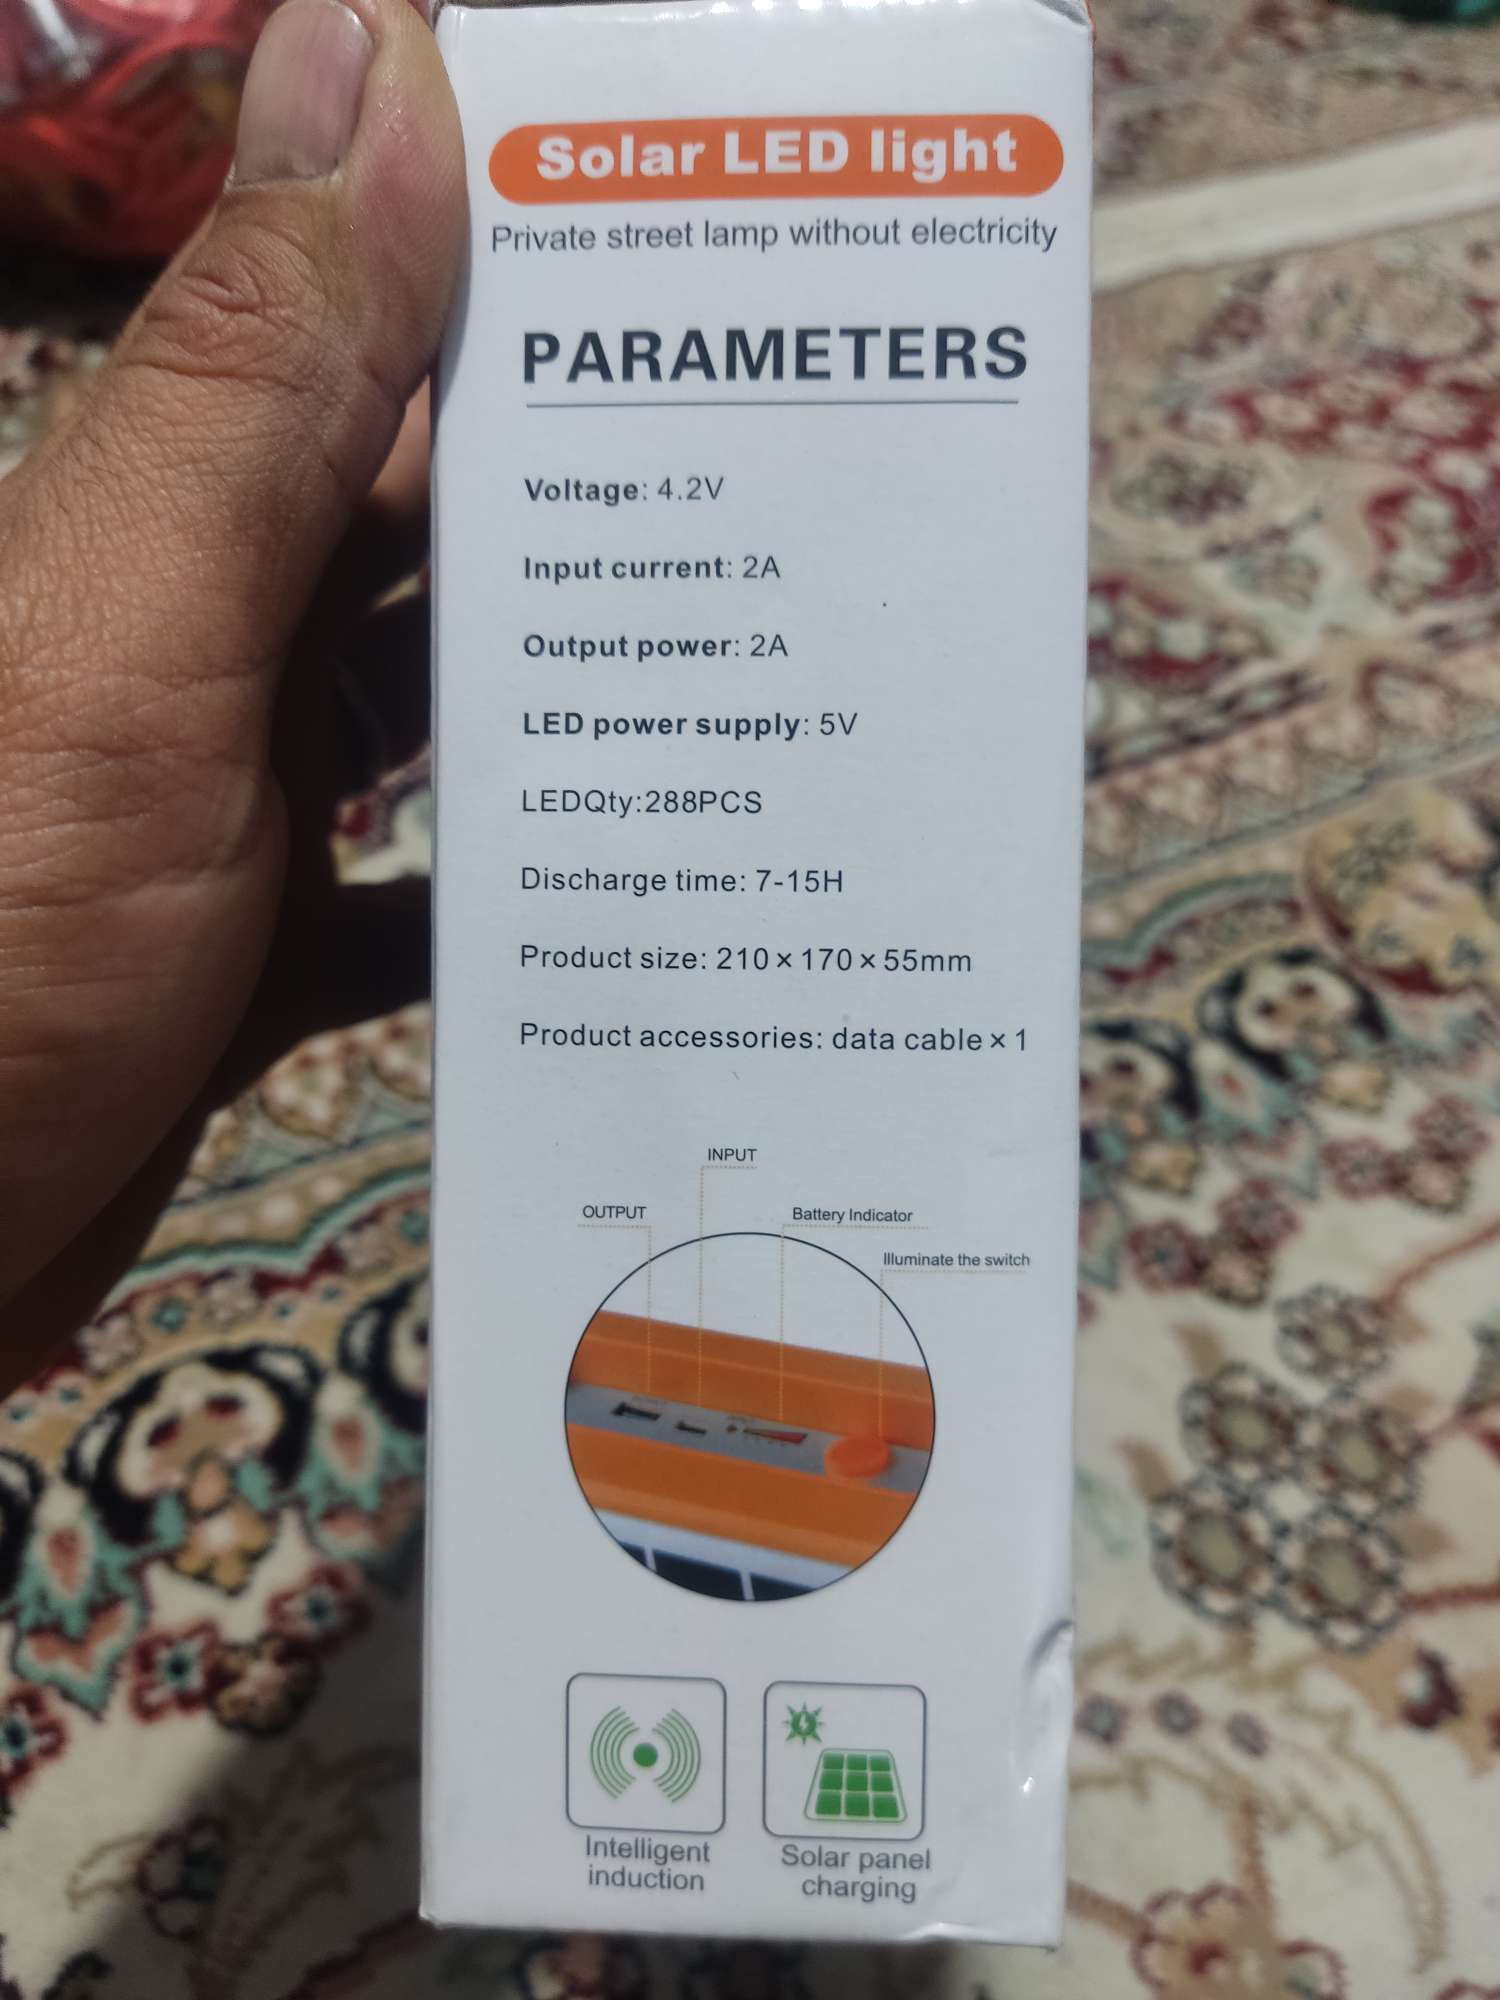 Solar LED light
Private street lamp without electricity
PARAMETERS
Voltage: 4.2V
Input current: 2A
Output power: 2A
LED power supply: 5V
LEDQty:288PCS
Discharge time: 7-15H
Product size: 210×170×55mm
Product accessories: data cable×1
INPUT
OUTPUT
Battery Indicator
Illuminate the switch
Intelligent
induction
Solar panel
charging